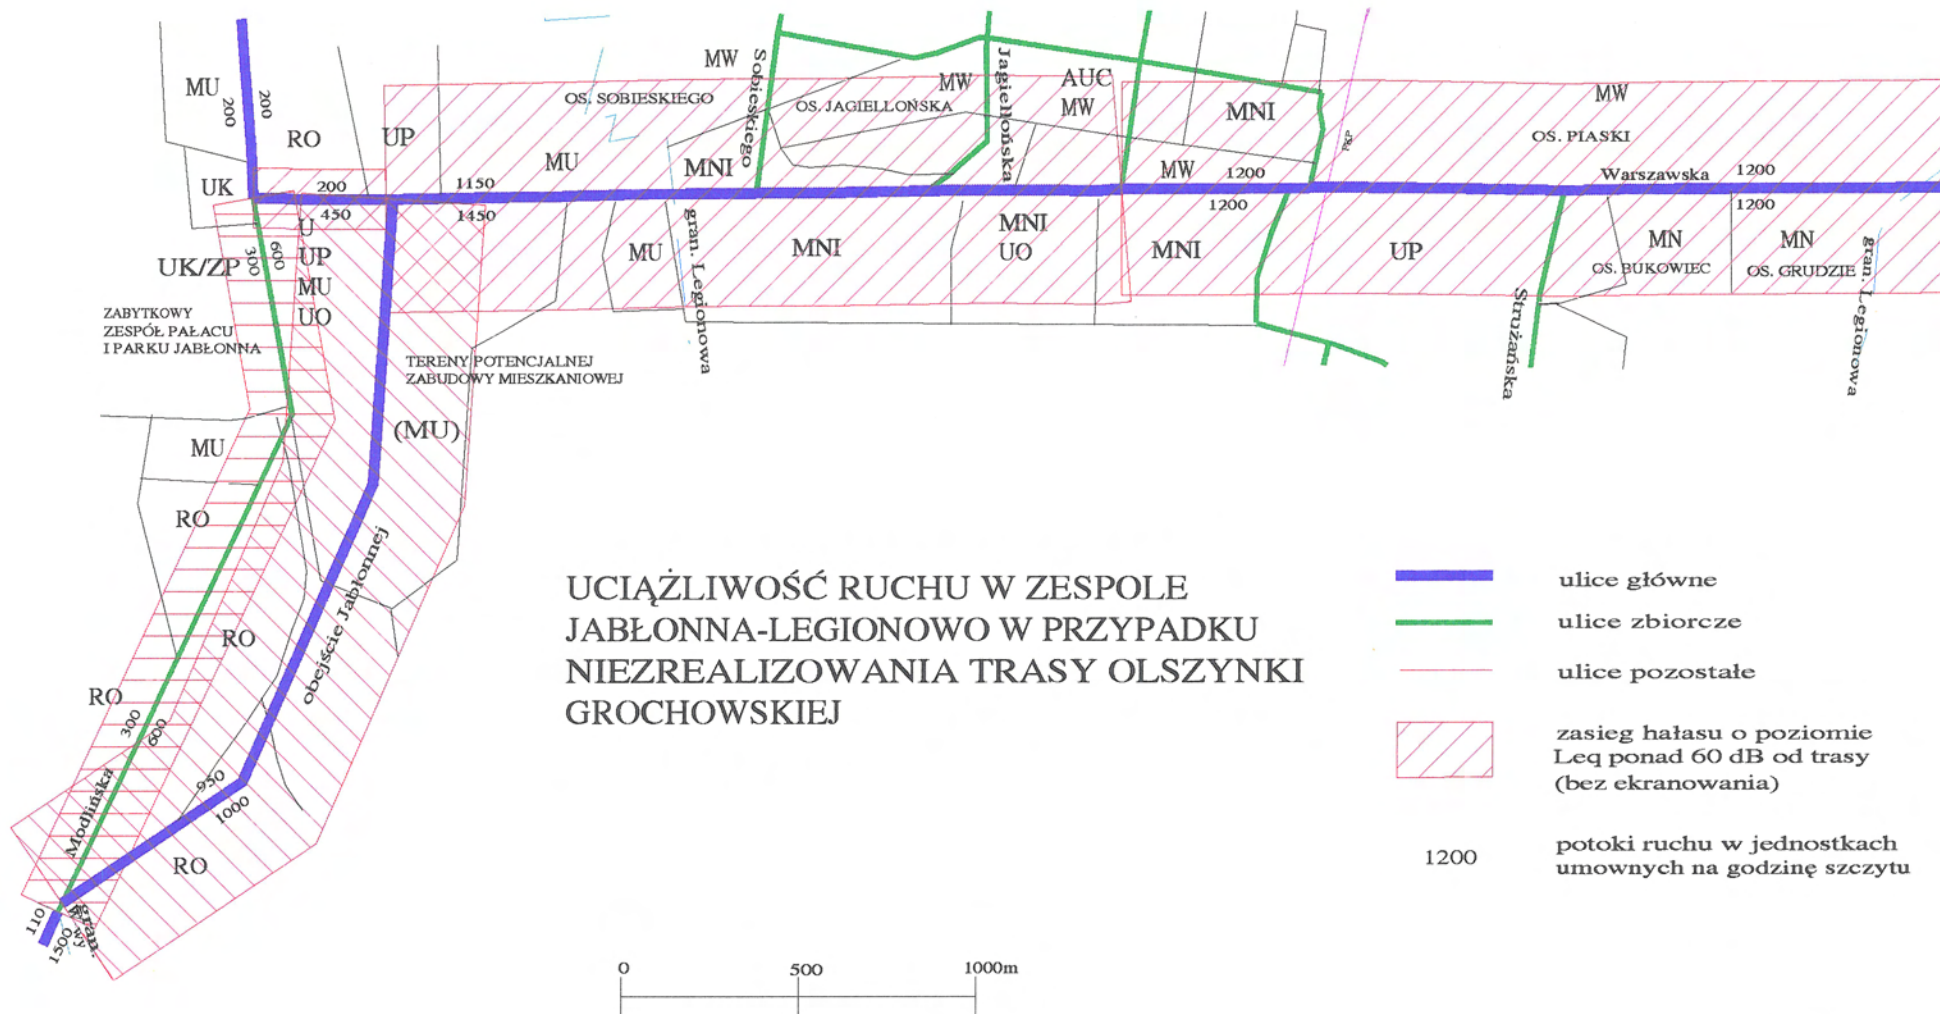 MU
200
200
RO
UP
MW
Sobieskiego
OS. SOBIESKIEGO
MW
OS. JAGIELLOŃSKA
Jagiellońska
AUC
MW
MNI
MW
OS. PIASKI
PKP
UK
200
450
1150
1450
MU
MNI
MW
1200
1200
Warszawska
1200
1200
U
UP
MU
UO
300
600
UK/ZP
ZABYTKOWY
ZESPÓŁ PAŁACU
I PARKU JABŁONNA
MU
gran. Legionowa
MNI
MNI
UO
MNI
UP
Strużańska
MN
OS. BUKOWIEC
MN
OS. GRUDZIE
gran. Legionowa
TERENY POTENCJALNEJ
ZABUDOWY MIESZKANIOWEJ
(MU)
MU
RO
RO
obejście Jabłonnej
RO
300
600
Modlińska
950
1000
RO
110
1500
gran.
W-wy
UCIĄŻLIWOŚĆ RUCHU W ZESPOLE
JABŁONNA-LEGIONOWO W PRZYPADKU
NIEZREALIZOWANIA TRASY OLSZYNKI
GROCHOWSKIEJ
ulice główne
ulice zbiorcze
ulice pozostałe
zasieg hałasu o poziomie
Leq ponad 60 dB od trasy
(bez ekranowania)
1200
potoki ruchu w jednostkach
umownych na godzinę szczytu
0
500
1000m